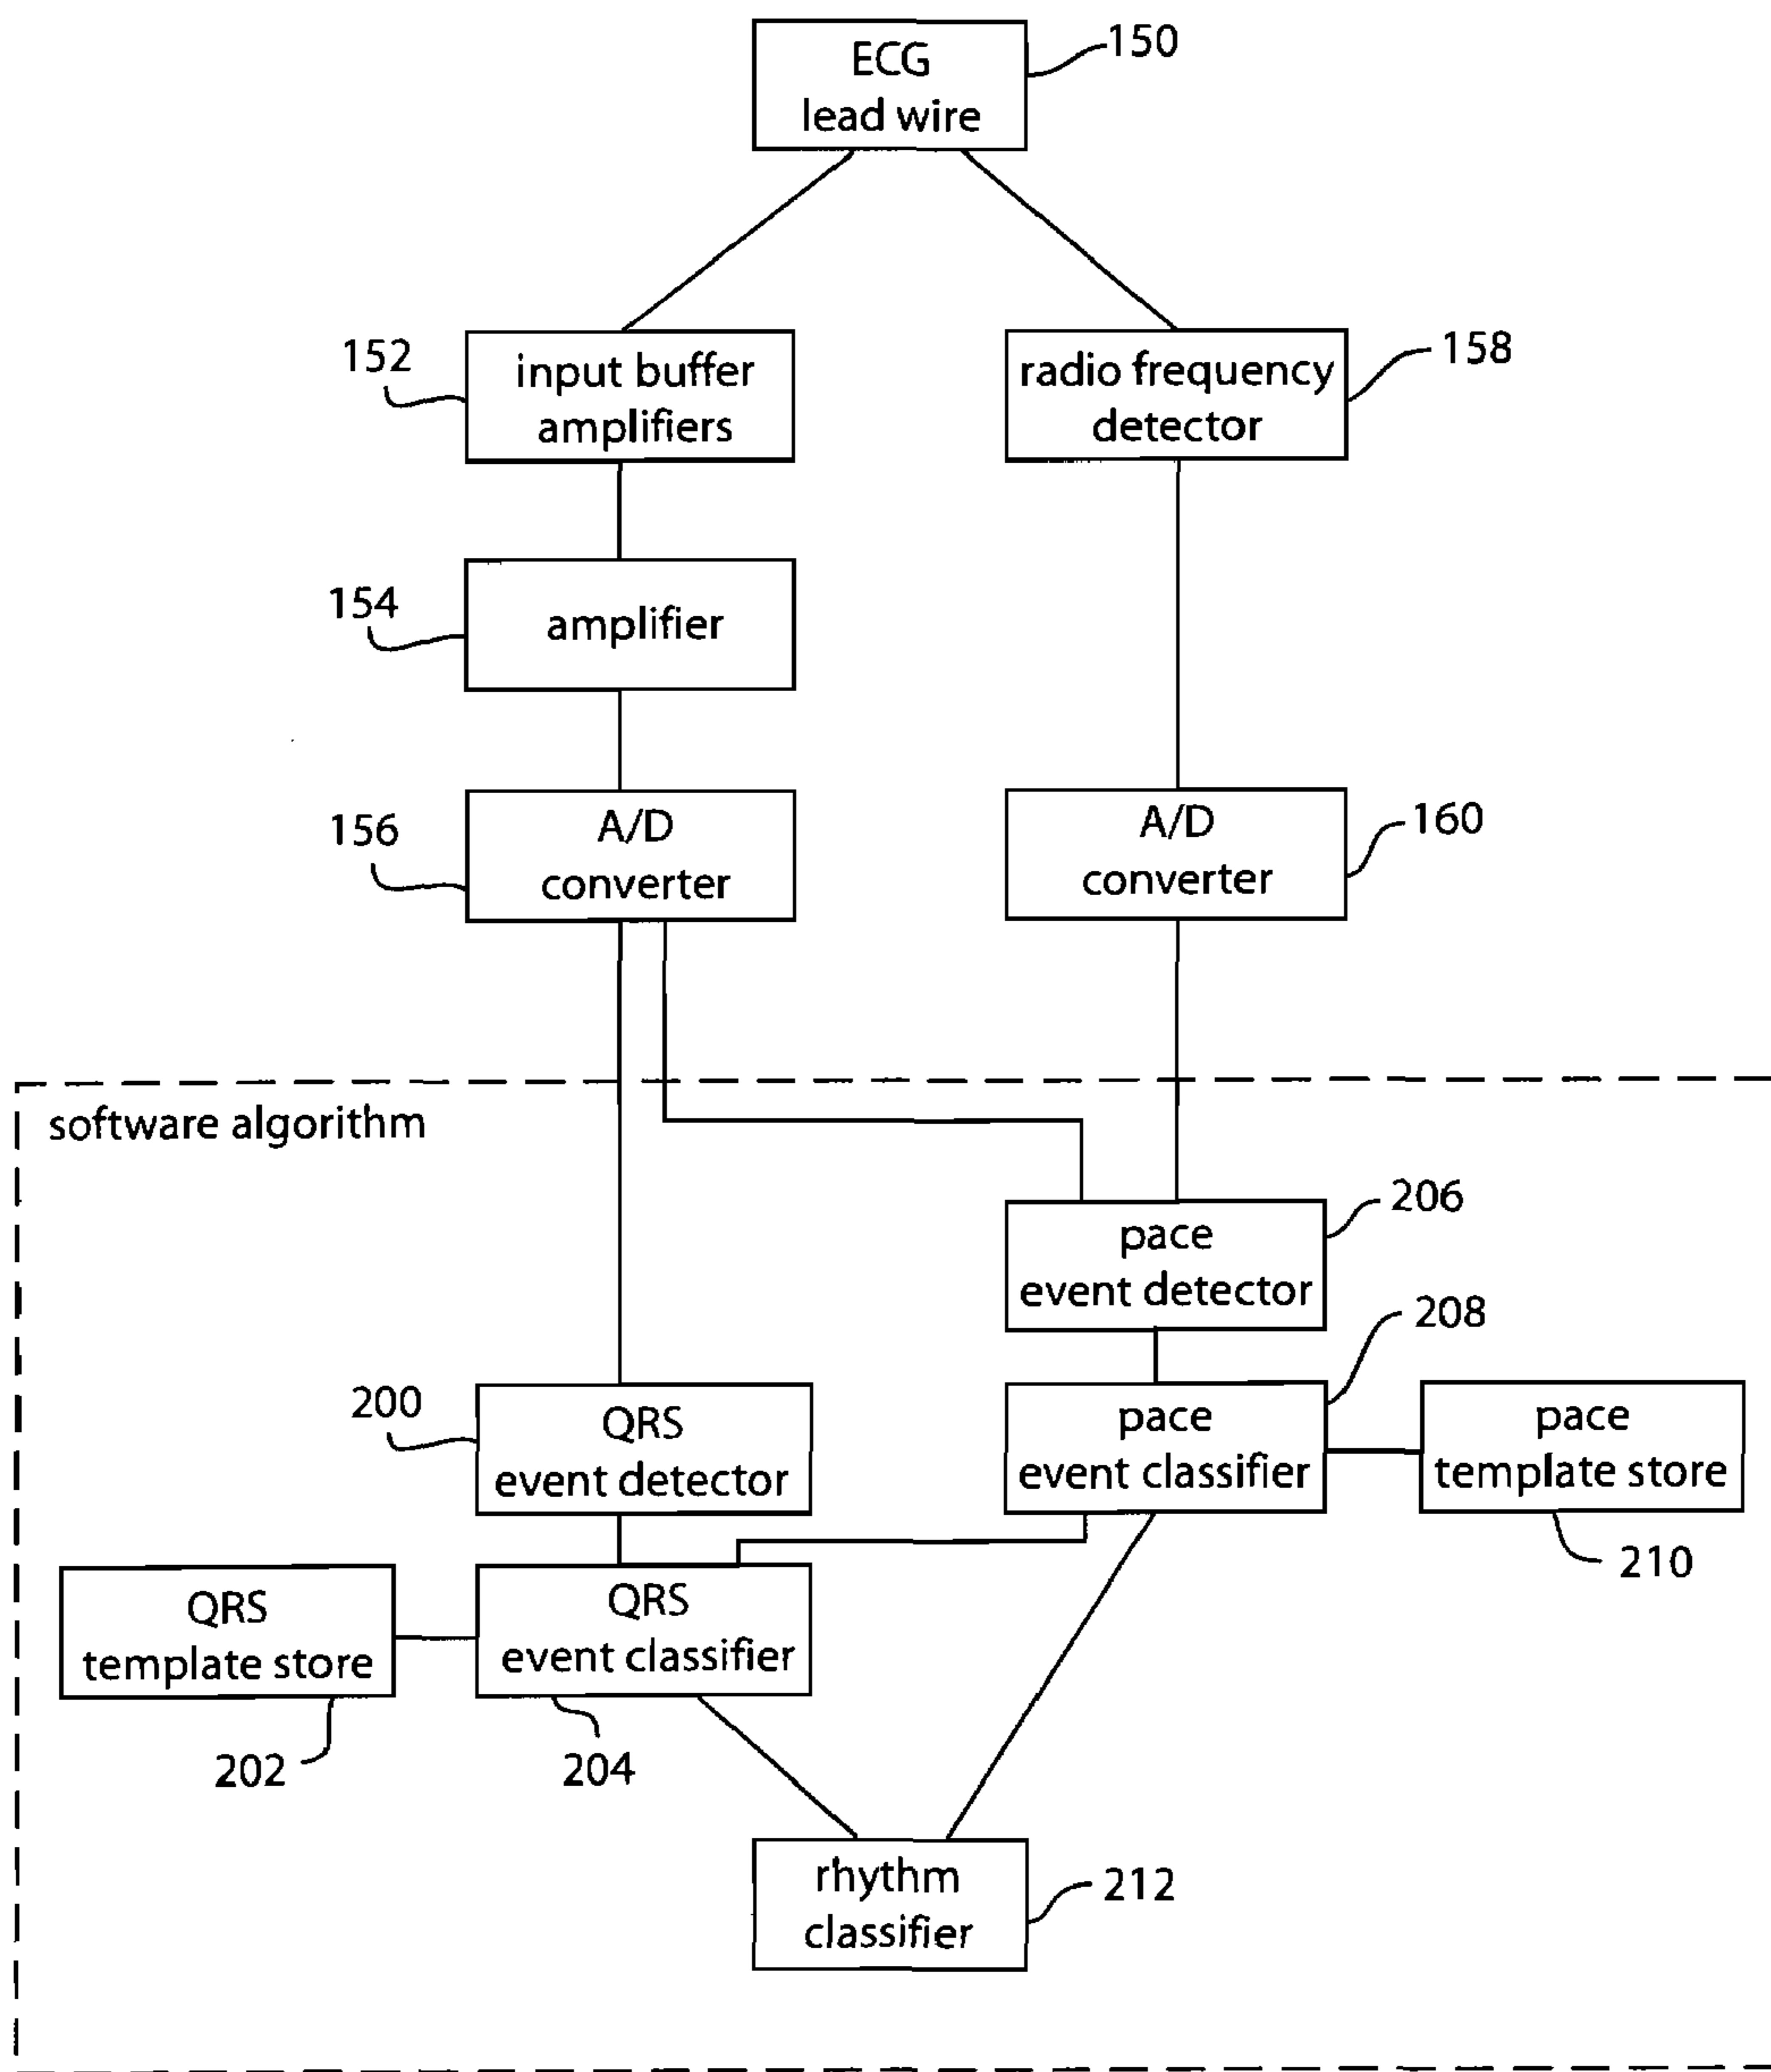 ECG
lead wire
150
152
input buffer
amplifiers
radio frequency
detector
158
154
amplifier
156
A/D
converter
A/D
converter
160
software algorithm
206
pace
event detector
208
200
QRS
event detector
pace
event classifier
pace
template store
210
QRS
template store
QRS
event classifier
202
204
rhythm
classifier
212